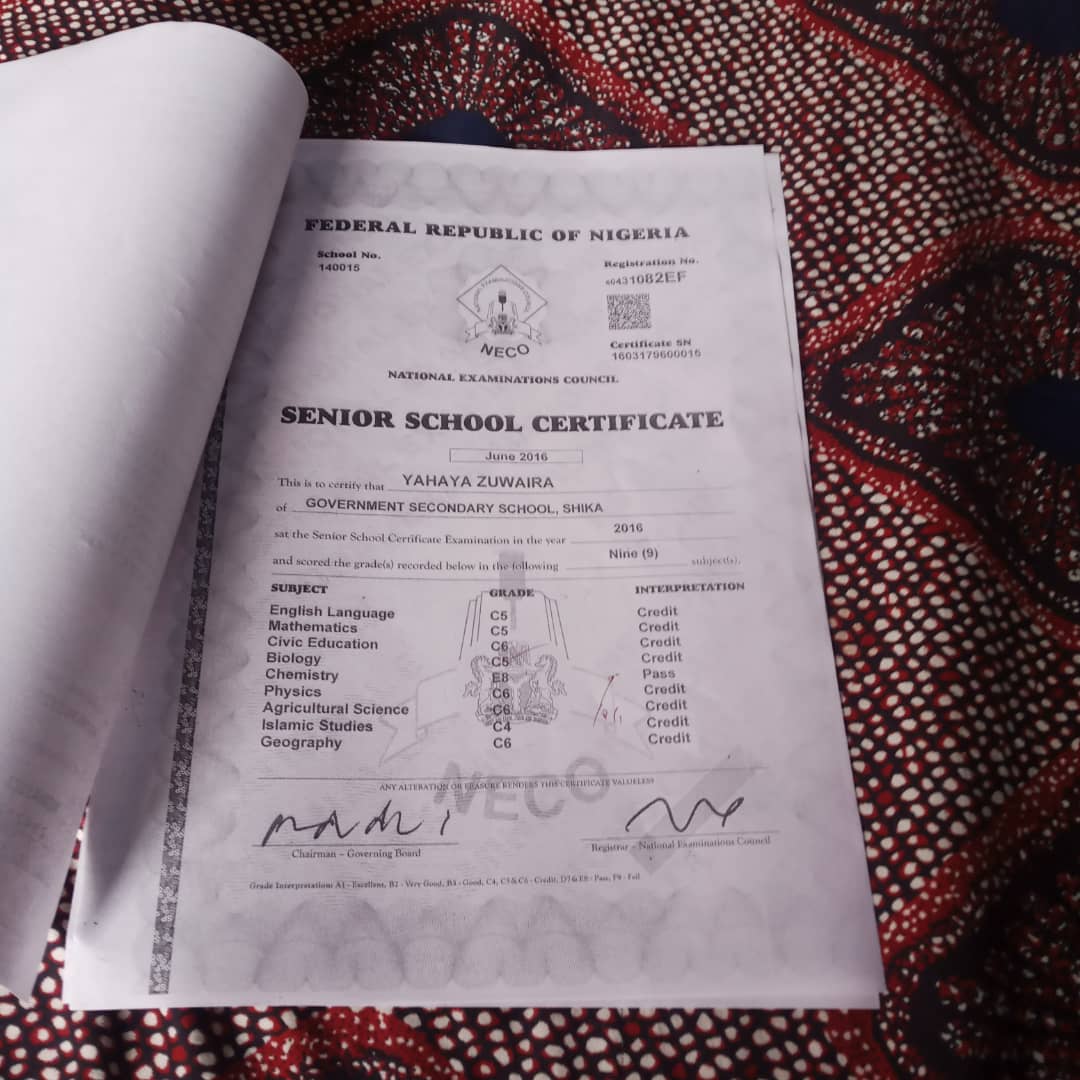 FEDERAL REPUBLIC OF NIGERIA
School No.
140015
Registration No.
1082EF
NECO
Certificate SN
1603179600015
NATIONAL EXAMINATIONS COUNCIL
SENIOR SCHOOL CERTIFICATE
June 2016
This is to certify that YAHAYA ZUWAIRA
of GOVERNMENT SECONDARY SCHOOL, SHIKA
sat the Senior School Certificate Examination in the year 2016
and scored the grade(s) recorded below in the following Nine (9) subject(s).
SUBJECT GRADE INTERPRETATION
English Language C5 Credit
Mathematics C5 Credit
Civic Education C6 Credit
Biology C5 Credit
Chemistry E8 Pass
Physics C6 Credit
Agricultural Science C6 Credit
Islamic Studies C4 Credit
Geography C6 Credit
NECO
ANY ALTERATION OR ERASURE RENDERS THIS CERTIFICATE VALUELESS
Chairman – Governing Board
Registrar – National Examinations Council
Grade Interpretation: A1 - Excellent, B2 - Very Good, B3 - Good, C4, C5 & C6 - Credit, D7 & E8 - Pass, F9 - Fail